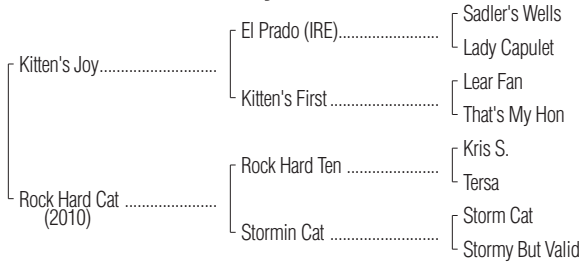 Sadler's Wells
El Prado (IRE)..........................
Lady Capulet
Kitten's Joy..............................
Lear Fan
Kitten's First ............................
That's My Hon
Kris S.
Rock Hard Ten ........................
Tersa
Rock Hard Cat ........................
(2010)
Storm Cat
Stormin Cat ............................
Stormy But Valid